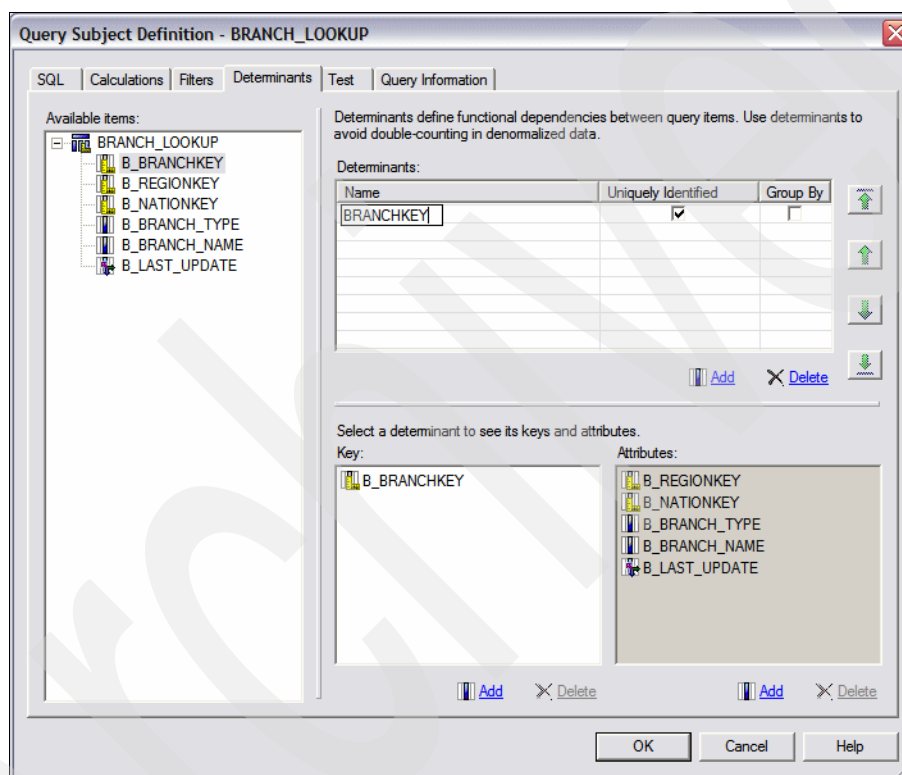 Query Subject Definition - BRANCH_LOOKUP
SQL Calculations Filters Determinants Test Query Information
Available items:
BRANCH_LOOKUP
B_BRANCHKEY
B_REGIONKEY
B_NATIONKEY
B_BRANCH_TYPE
B_BRANCH_NAME
B_LAST_UPDATE
Determinants define functional dependencies between query items. Use determinants to
avoid double-counting in denormalized data.
Determinants:
Name Uniquely Identified Group By
BRANCHKEY
Add Delete
Select a determinant to see its keys and attributes.
Key:
B_BRANCHKEY
Add Delete
Attributes:
B_REGIONKEY
B_NATIONKEY
B_BRANCH_TYPE
B_BRANCH_NAME
B_LAST_UPDATE
Add Delete
OK Cancel Help